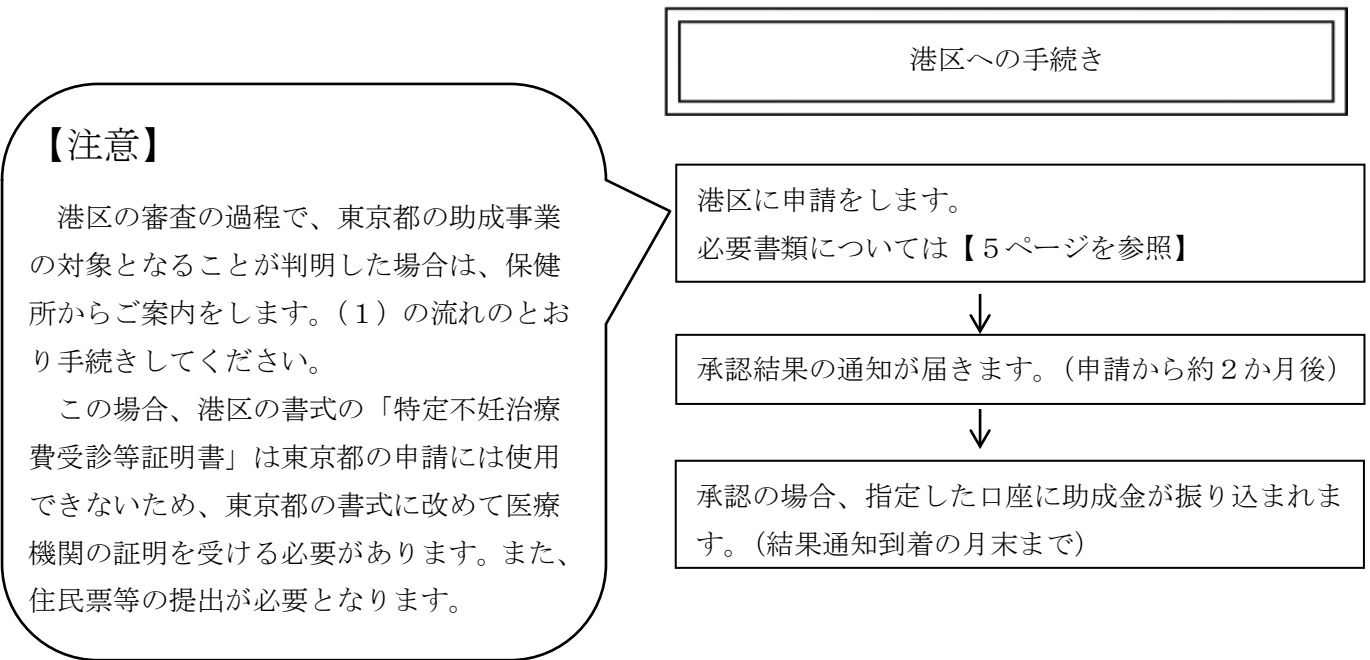 港区への手続き
【注意】
　港区の審査の過程で、東京都の助成事業
の対象となることが判明した場合は、保健
所からご案内をします。（１）の流れのとお
り手続きしてください。
　この場合、港区の書式の「特定不妊治療
費受診等証明書」は東京都の申請には使用
できないため、東京都の書式に改めて医療
機関の証明を受ける必要があります。また、
住民票等の提出が必要となります。
港区に申請をします。
必要書類については【５ページを参照】
↓
承認結果の通知が届きます。（申請から約２か月後）
↓
承認の場合、指定した口座に助成金が振り込まれま
す。（結果通知到着の月末まで）